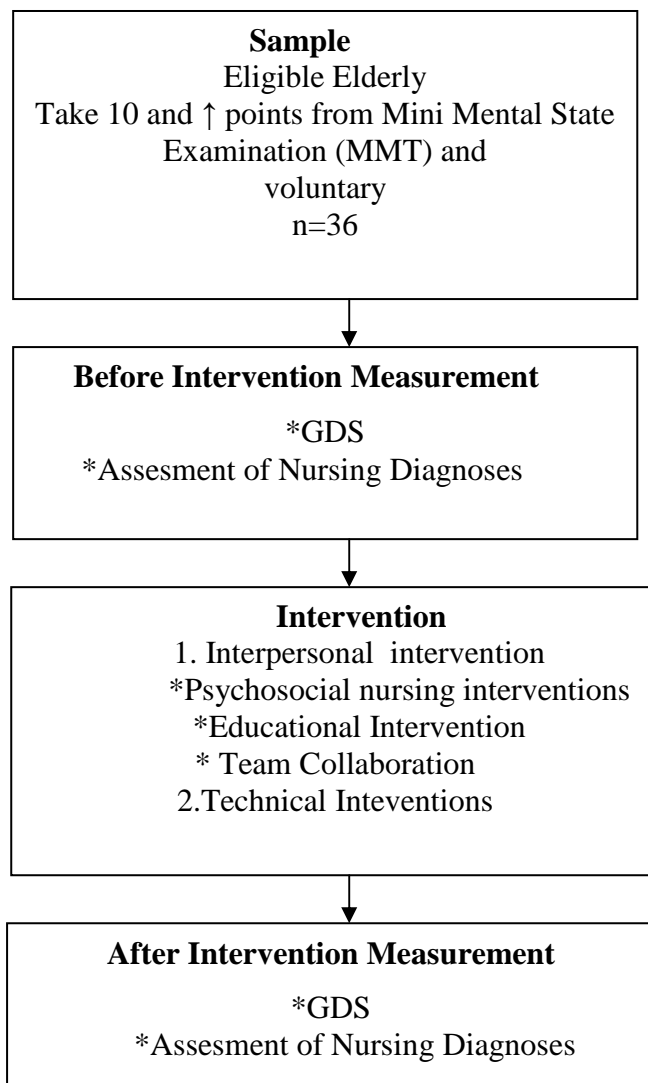 Sample
Eligible Elderly
Take 10 and ↑ points from Mini Mental State
Examination (MMT) and
voluntary
n=36
Before Intervention Measurement
*GDS
*Assesment of Nursing Diagnoses
Intervention
1. Interpersonal intervention
*Psychosocial nursing interventions
*Educational Intervention
* Team Collaboration
2.Technical Inteventions
After Intervention Measurement
*GDS
*Assesment of Nursing Diagnoses